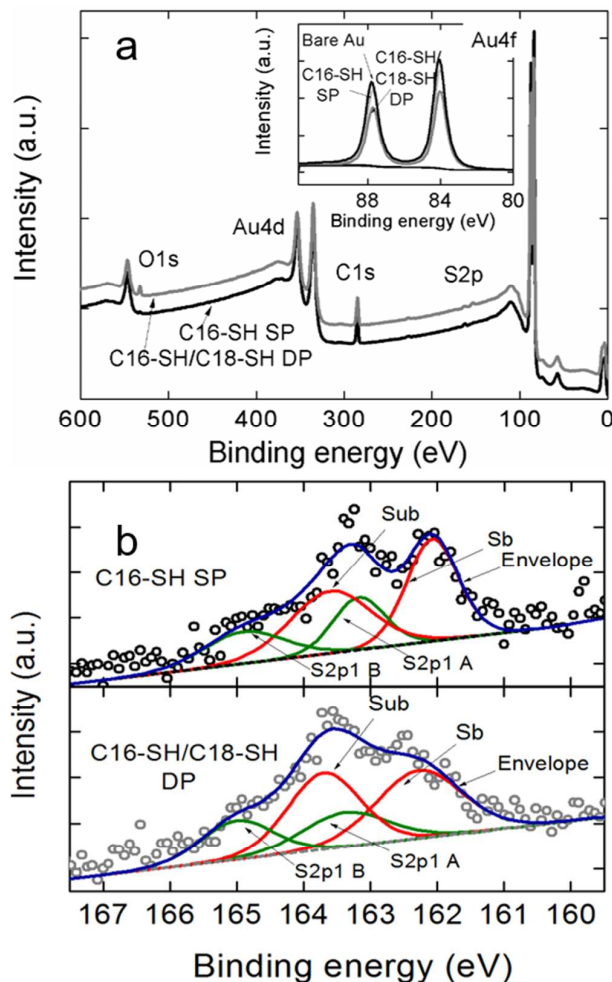 a
Bare Au
C16-SH/
Au4f
C16-SH
C18-SH
SP
DP
Intensity (a.u.)
88
84
80
Binding energy (eV)
Intensity (a.u.)
Au4d
O1s
C1s
S2p
C16-SH SP
C16-SH/C18-SH DP
600
500
400
300
200
100
0
Binding energy (eV)
b
Sub
Sb
Envelope
C16-SH SP
S2p1 B
S2p1 A
Intensity (a.u.)
Sub
Sb
C16-SH/C18-SH
DP
Envelope
S2p1 A
S2p1 B
Intensity (a.u.)
167
166
165
164
163
162
161
160
Binding energy (eV)